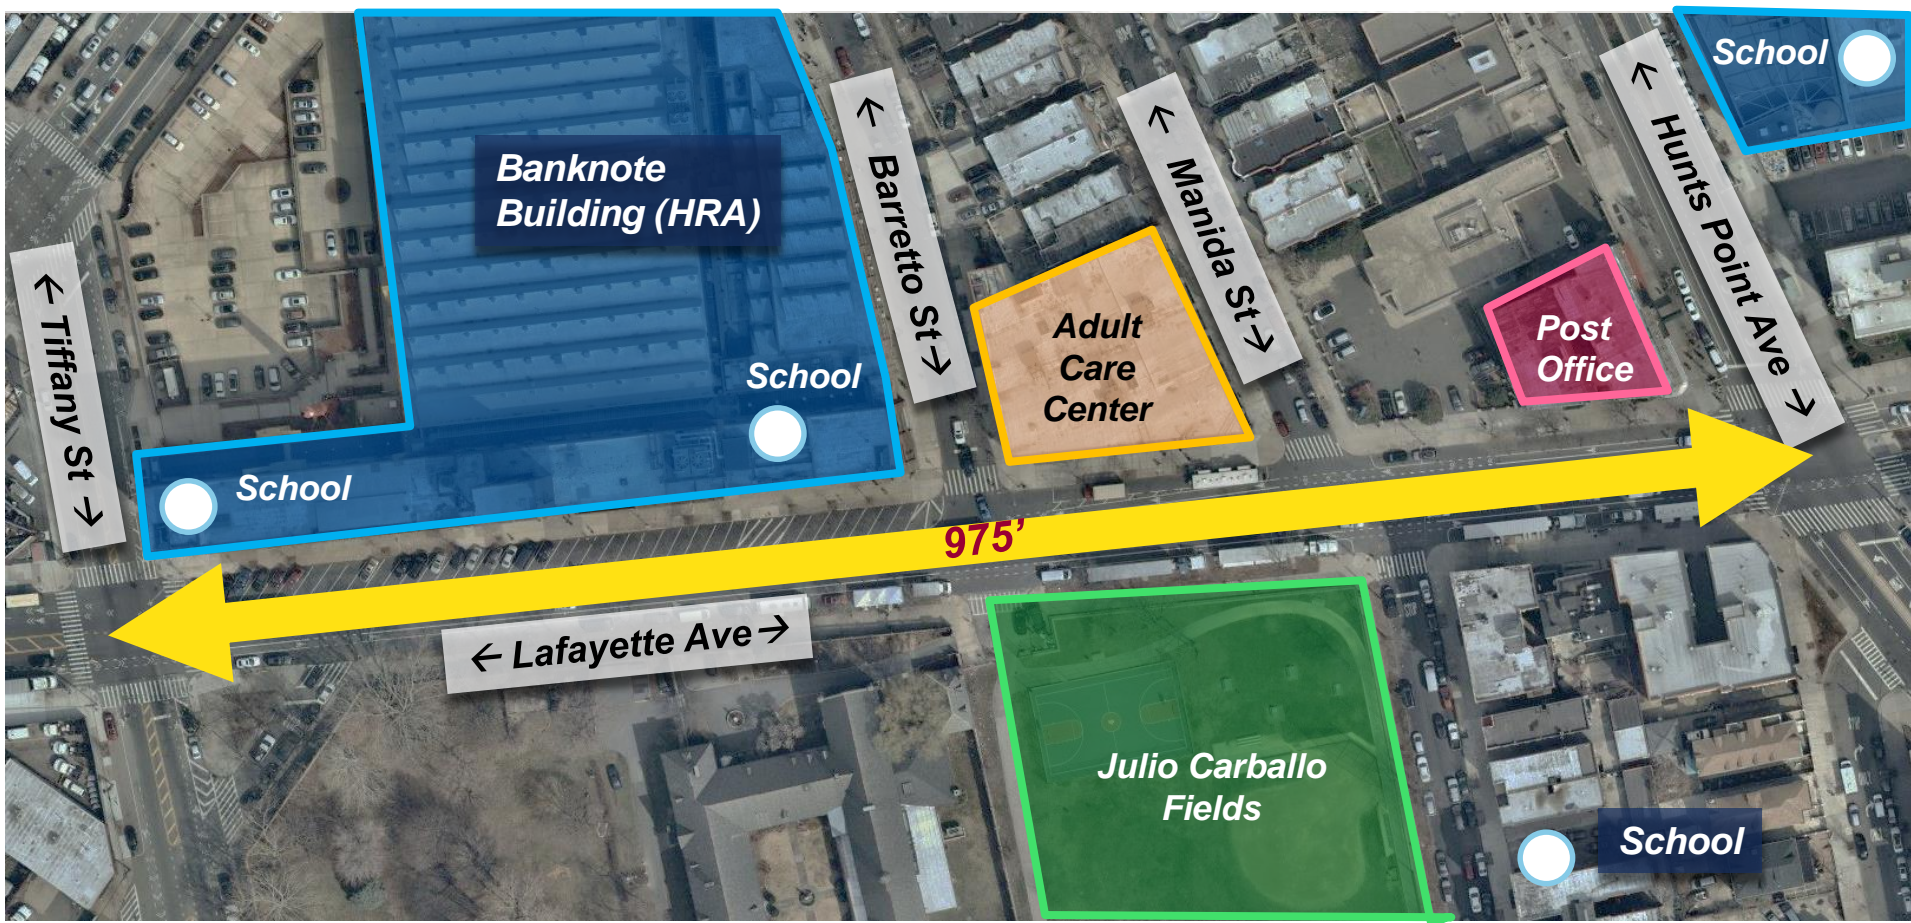 School
Banknote
Building (HRA)
← Barretto St →
← Manida St →
← Hunts Point Ave →
← Tiffany St →
Adult
Care
Center
Post
Office
School
School
975’
← Lafayette Ave →
Julio Carballo
Fields
School